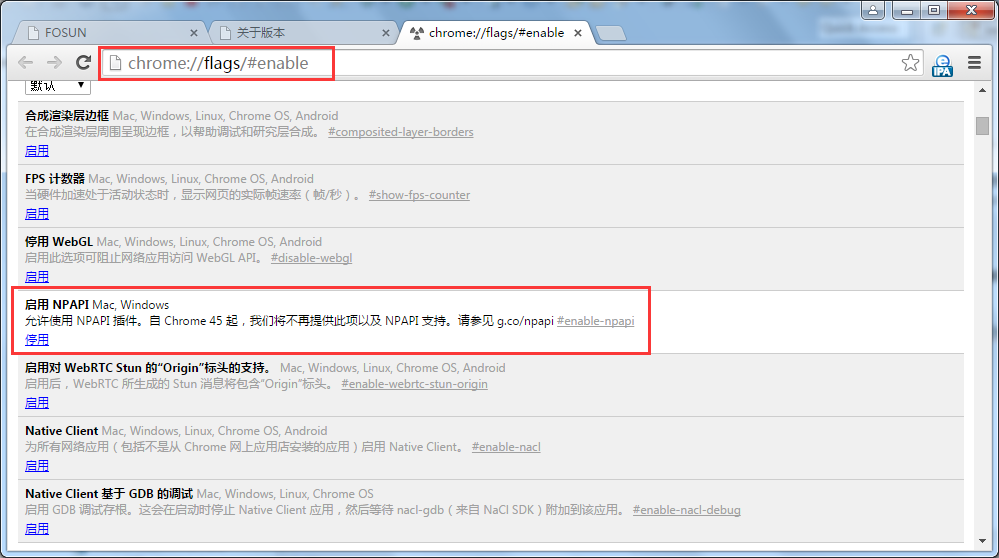 FOSUN
关于版本
chrome://flags/#enable
chrome://flags/#enable
IPA
默认
合成渲染层边框 Mac, Windows, Linux, Chrome OS, Android
在合成渲染层周围呈现边框，以帮助调试和研究层合成。 #composited-layer-borders
启用
FPS 计数器 Mac, Windows, Linux, Chrome OS, Android
当硬件加速处于活动状态时，显示网页的实际帧速率（帧/秒）。 #show-fps-counter
启用
停用 WebGL Mac, Windows, Linux, Chrome OS, Android
启用此选项可阻止网络应用访问 WebGL API。 #disable-webgl
启用
启用 NPAPI Mac, Windows
允许使用 NPAPI 插件。自 Chrome 45 起，我们将不再提供此项以及 NPAPI 支持。请参见 g.co/npapi #enable-npapi
停用
启用对 WebRTC Stun 的“Origin”标头的支持。 Mac, Windows, Linux, Chrome OS, Android
启用后，WebRTC 所生成的 Stun 消息将包含“Origin”标头。 #enable-webrtc-stun-origin
启用
Native Client Mac, Windows, Linux, Chrome OS, Android
为所有网络应用（包括不是从 Chrome 网上应用店安装的应用）启用 Native Client。 #enable-nacl
启用
Native Client 基于 GDB 的调试 Mac, Windows, Linux, Chrome OS
启用 GDB 调试存根。这会在启动时停止 Native Client 应用，然后等待 nacl-gdb（来自 NaCl SDK）附加到该应用。 #enable-nacl-debug
启用